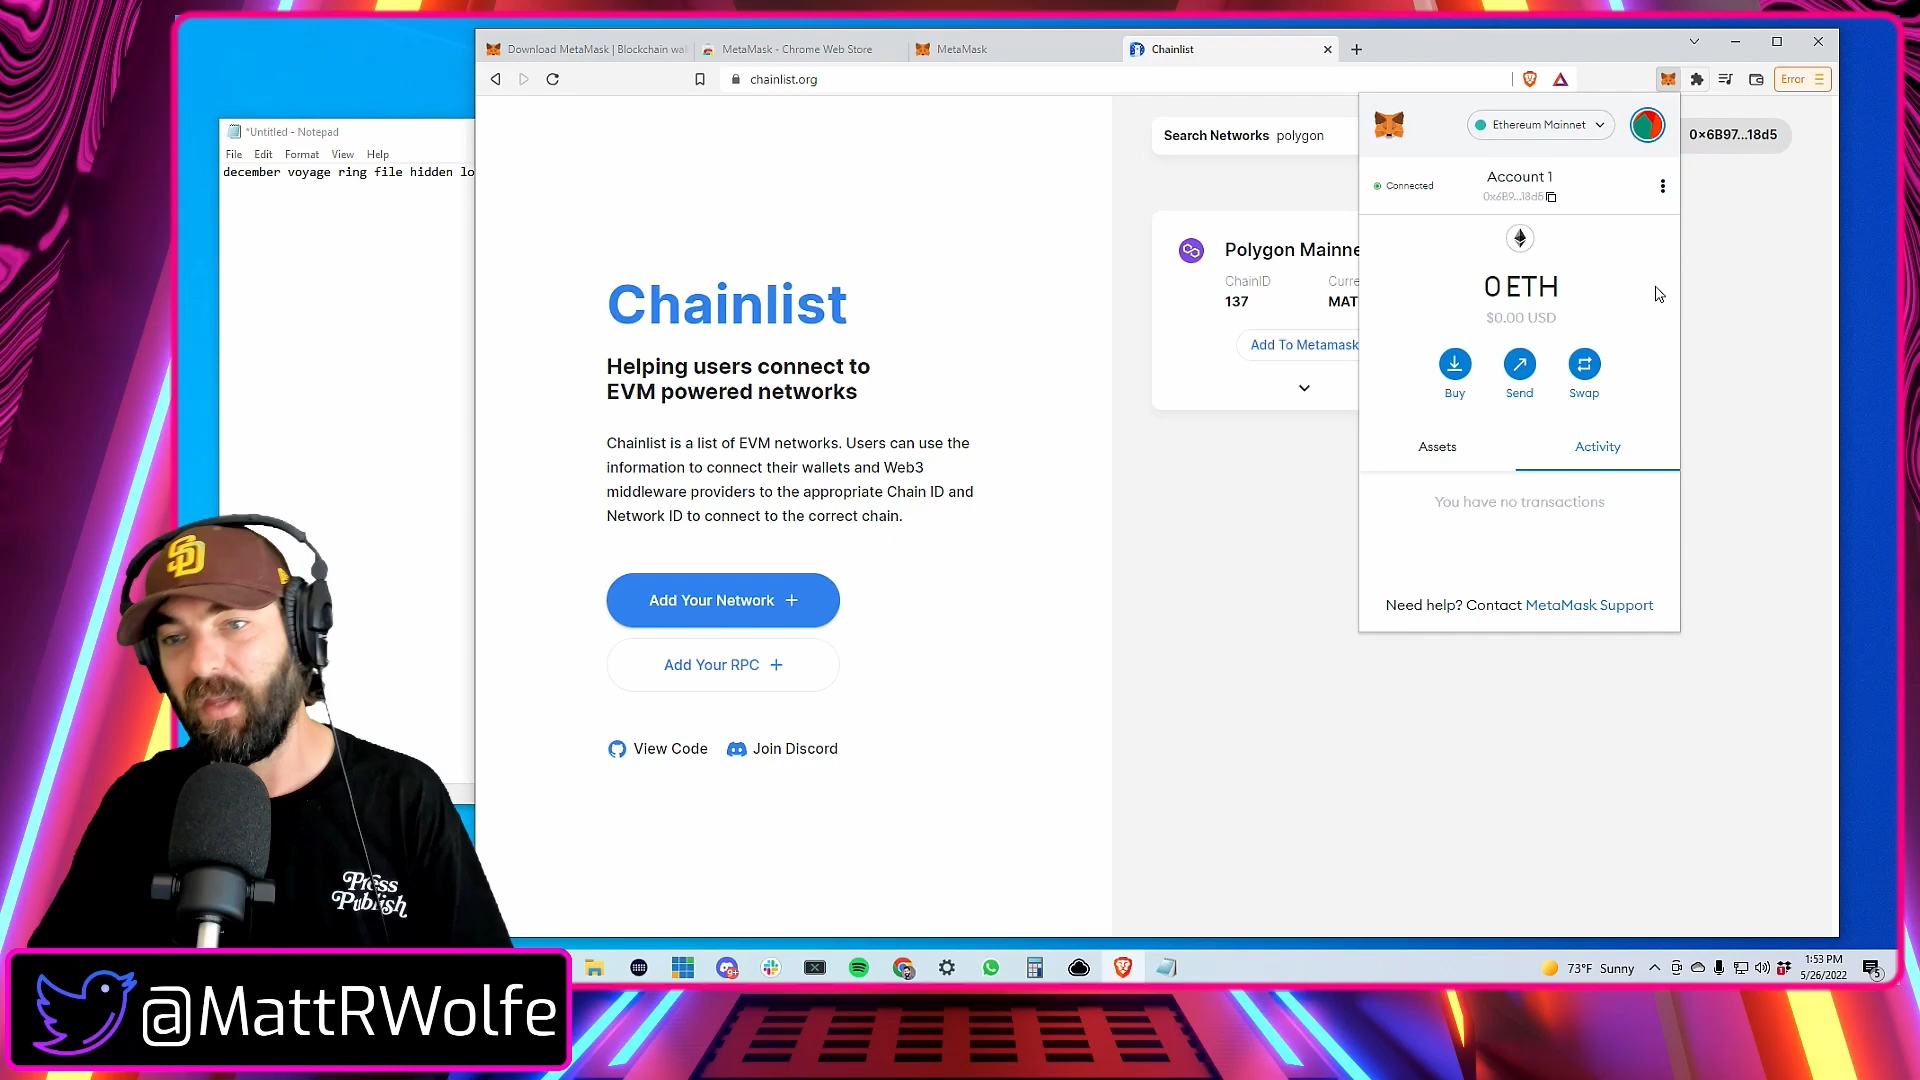 Download MetaMask | Blockchain wal
MetaMask - Chrome Web Store
MetaMask
Chainlist
chainlist.org
Error
*Untitled - Notepad
File Edit Format View Help
december voyage ring file hidden lo
Chainlist
Helping users connect to
EVM powered networks
Chainlist is a list of EVM networks. Users can use the
information to connect their wallets and Web3
middleware providers to the appropriate Chain ID and
Network ID to connect to the correct chain.
Add Your Network +
Add Your RPC +
View Code Join Discord
Search Networks polygon
0x6B97...18d5
Polygon Mainne
ChainID Curre
137 MAT
Add To Metamask
Ethereum Mainnet
Connected
Account 1
0x6B9...18d5
0 ETH
$0.00 USD
Buy Send Swap
Assets Activity
You have no transactions
Need help? Contact MetaMask Support
SD
Press
Publish
@MattRWolfe
73°F Sunny
1:53 PM
5/26/2022
5